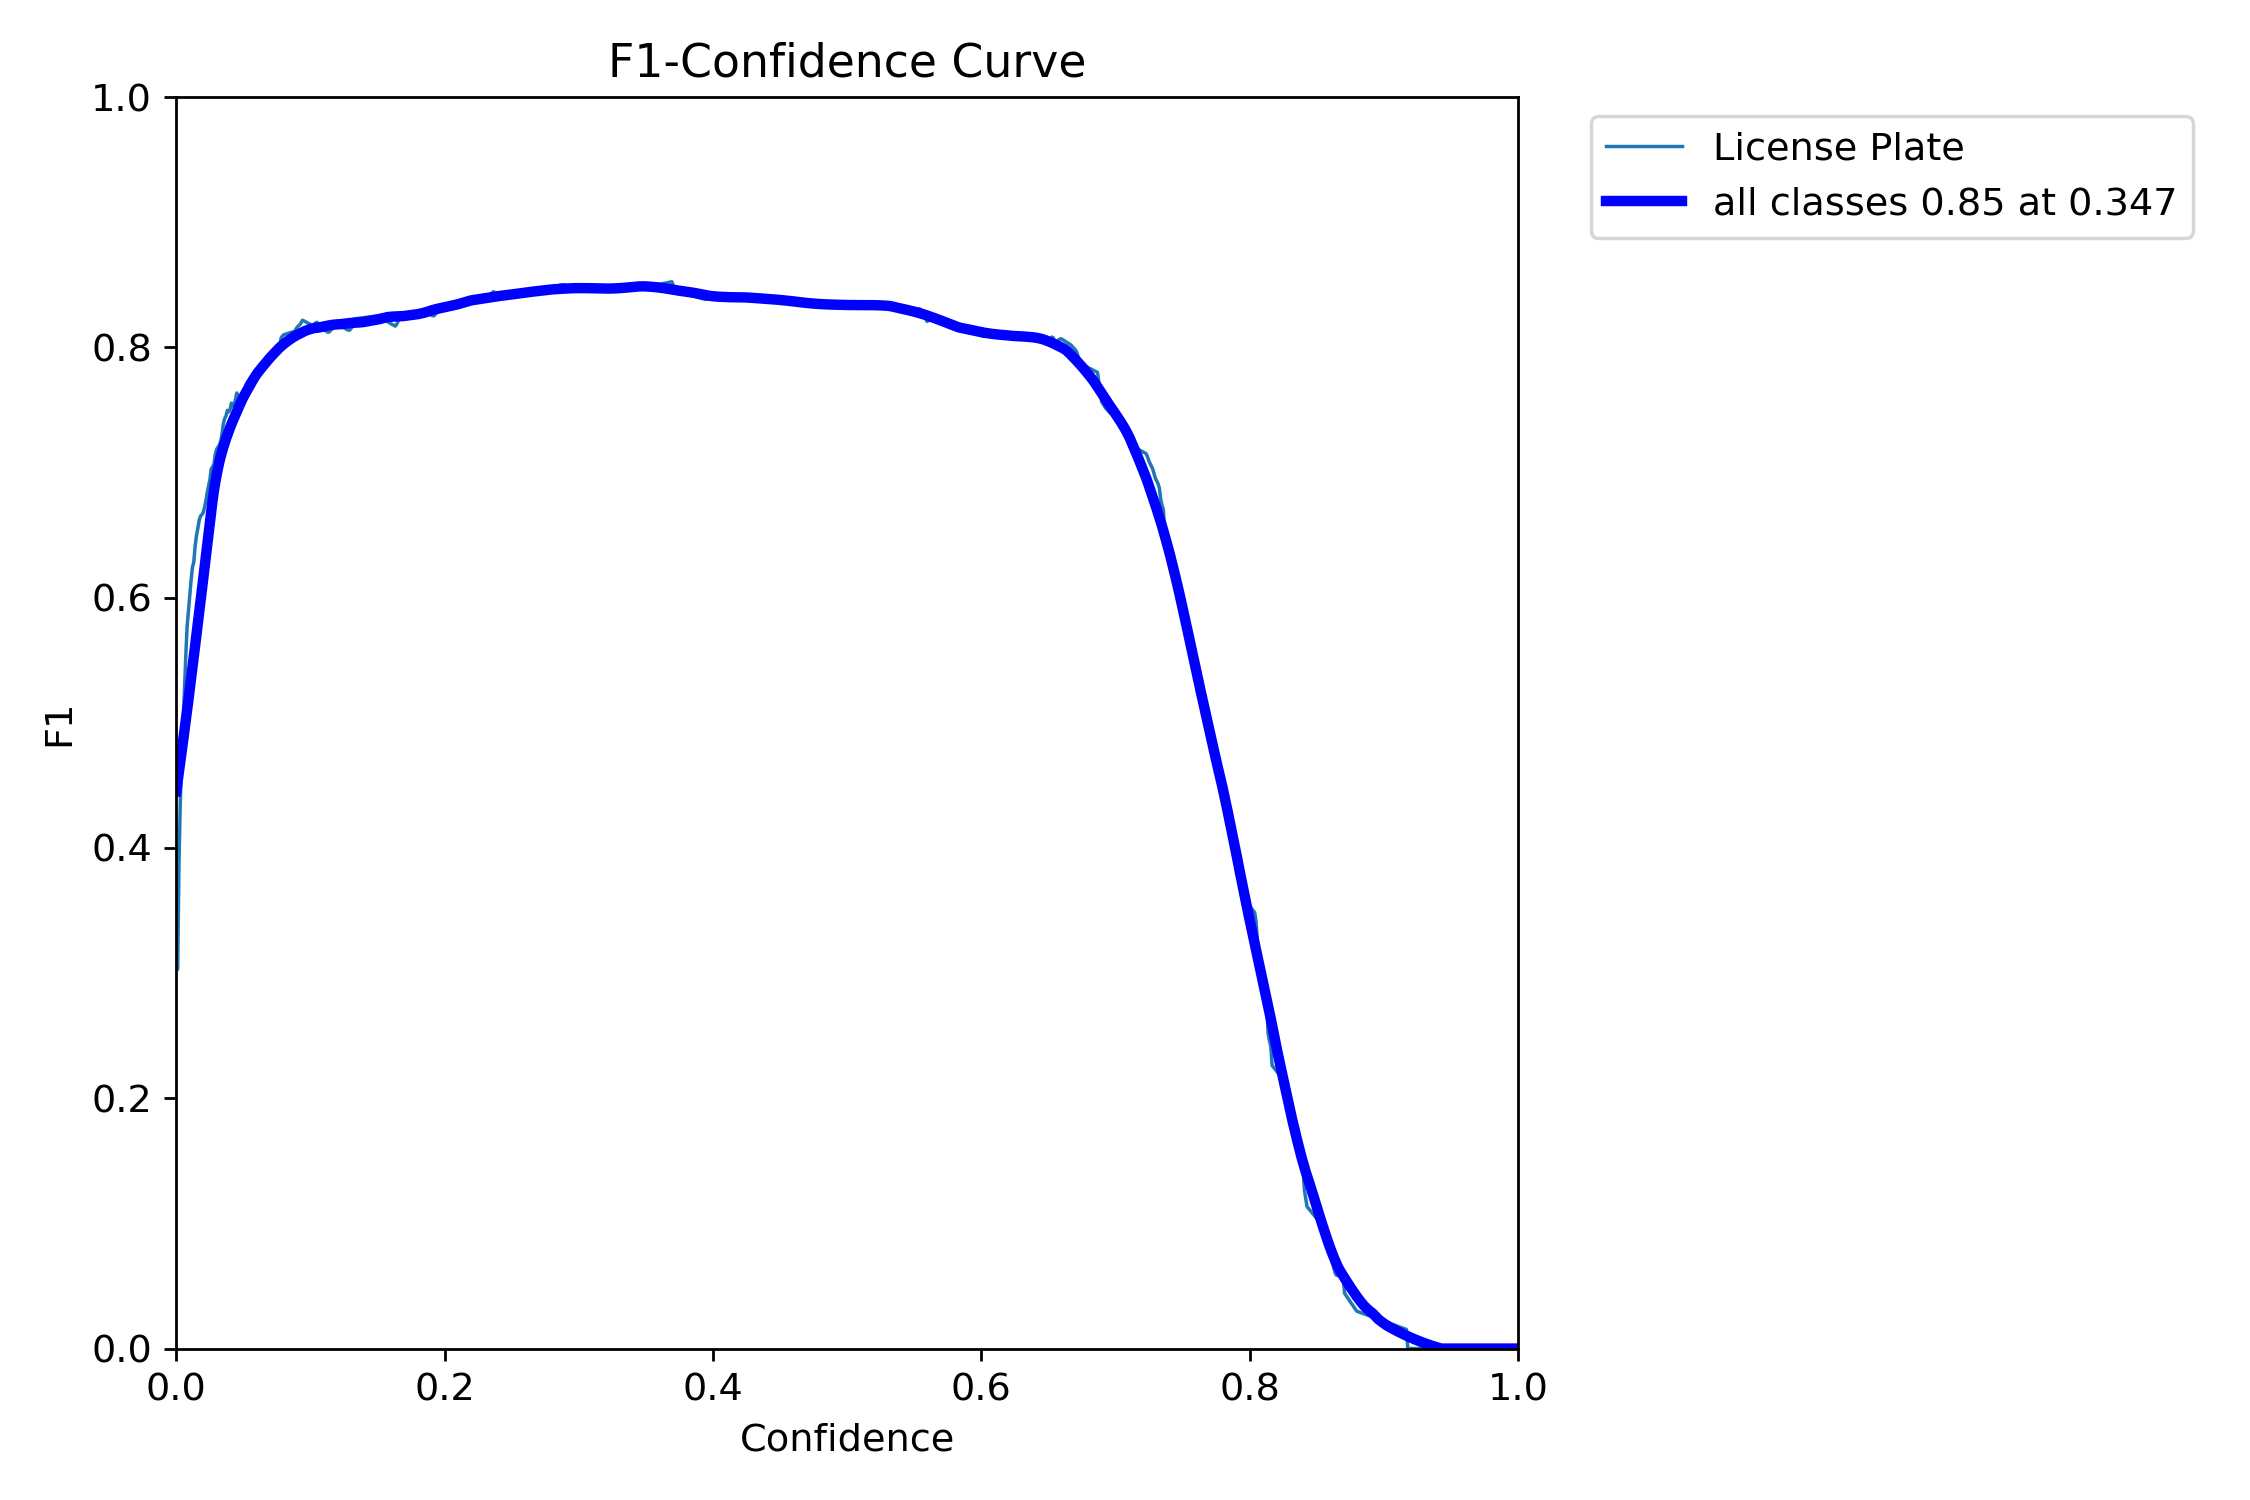 F1-Confidence Curve
1.0
0.8
0.6
0.4
0.2
0.0
F1
0.0 0.2 0.4 0.6 0.8 1.0
Confidence
License Plate
all classes 0.85 at 0.347